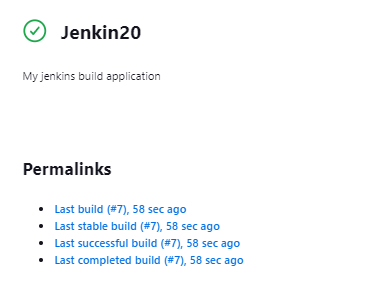 Jenkin20
My jenkins build application
Permalinks
Last build (#7), 58 sec ago
Last stable build (#7), 58 sec ago
Last successful build (#7), 58 sec ago
Last completed build (#7), 58 sec ago